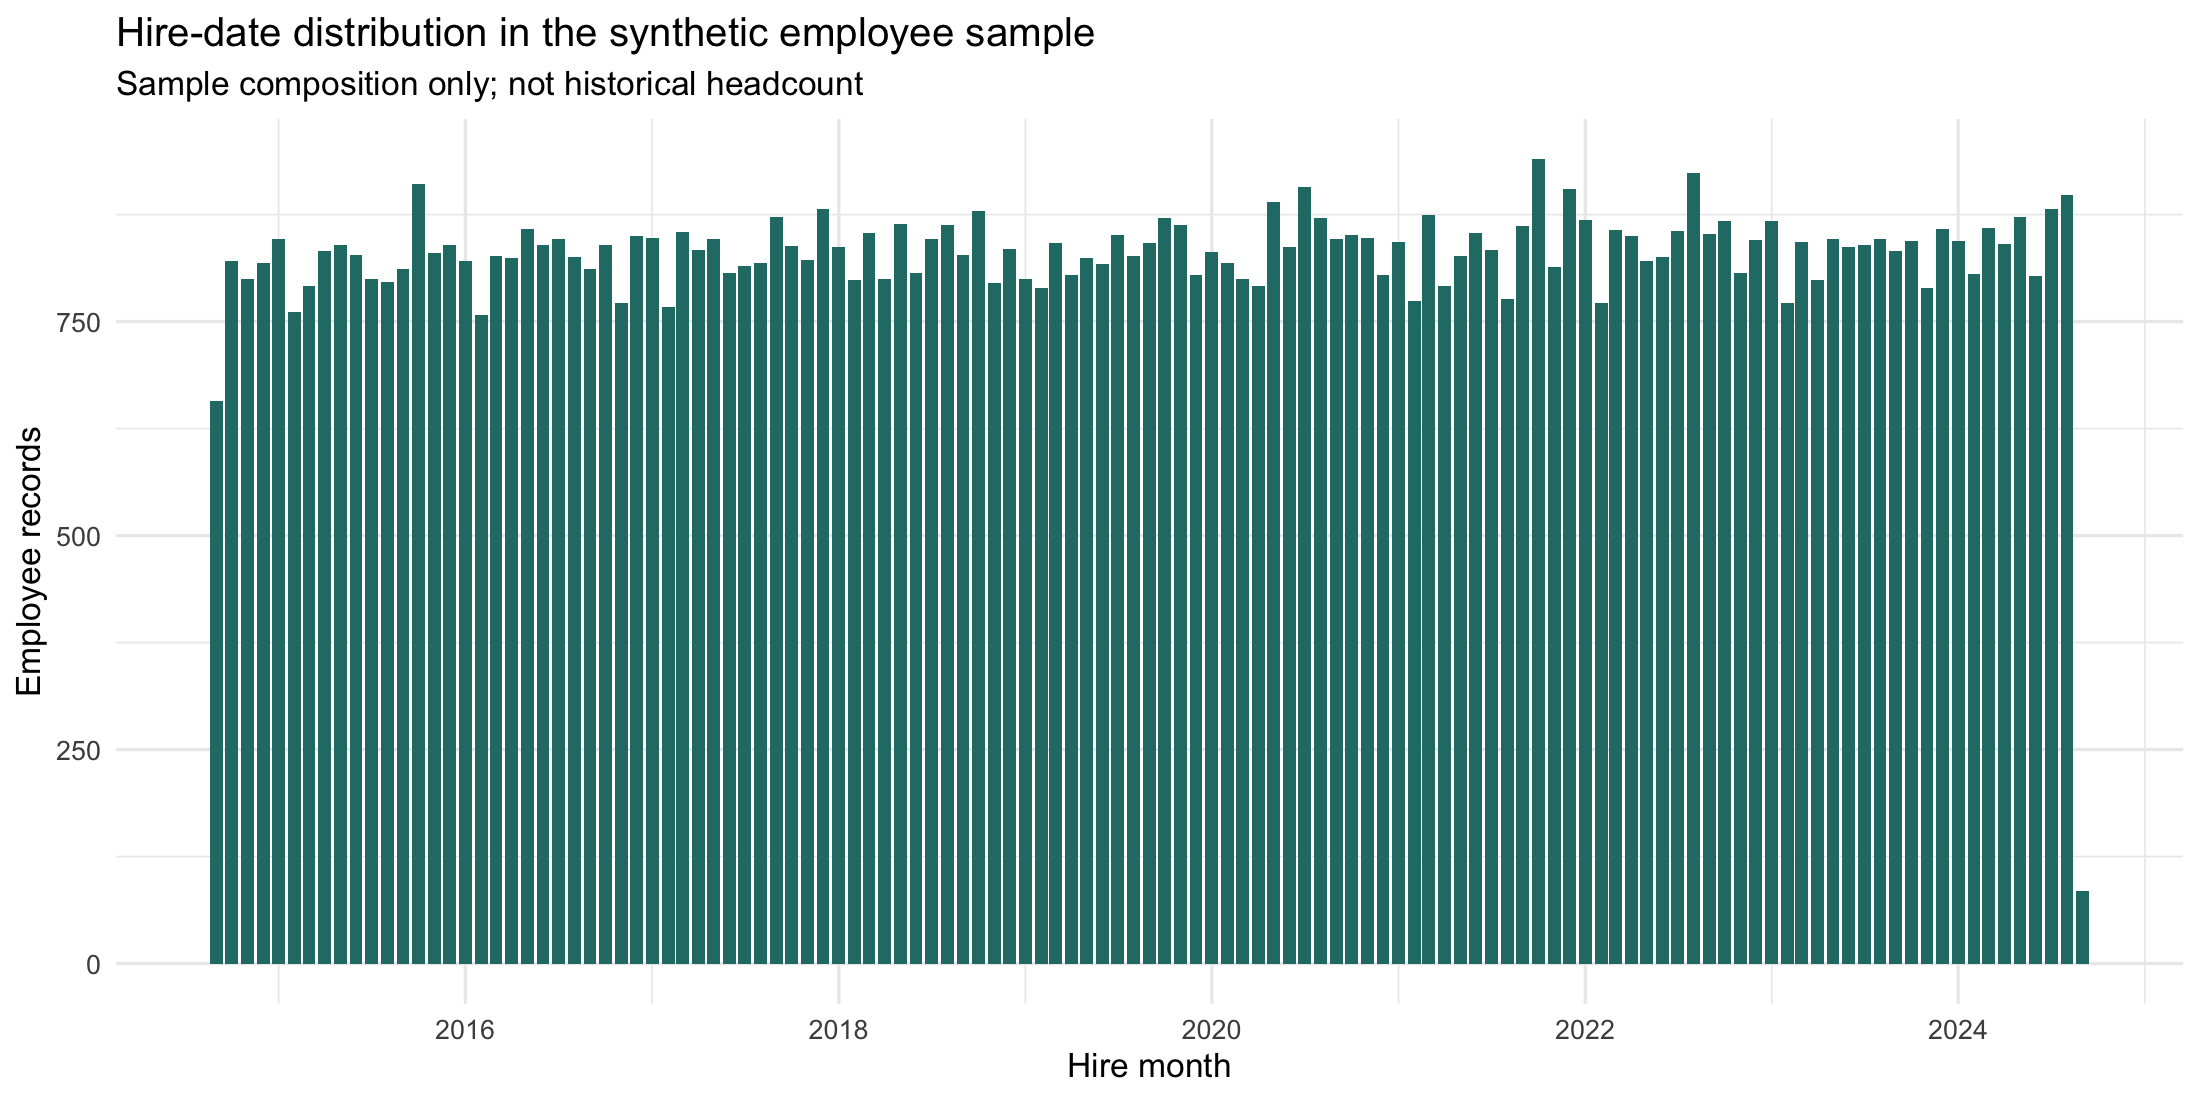 Hire-date distribution in the synthetic employee sample
Sample composition only; not historical headcount
Employee records
750
500
250
0
2016
2018
2020
2022
2024
Hire month